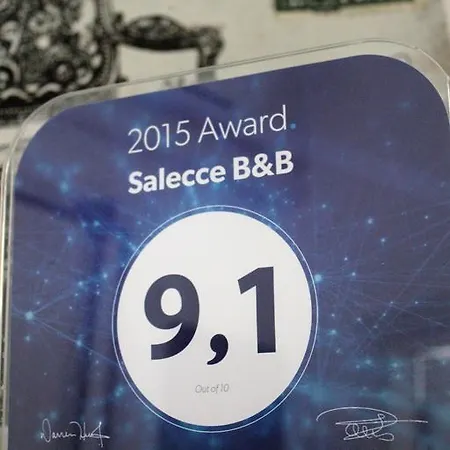 2015 Award.
Salecce B&B
9,1
Out of 10